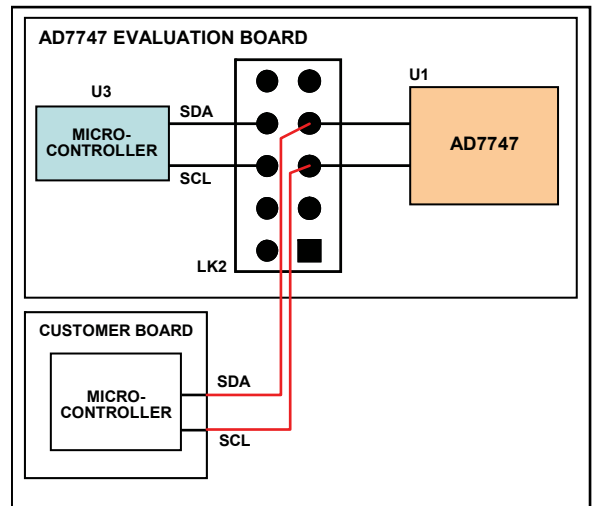 AD7747 EVALUATION BOARD
U3
U1
SDA
MICRO-
CONTROLLER
AD7747
SCL
LK2
CUSTOMER BOARD
MICRO-
CONTROLLER
SDA
SCL